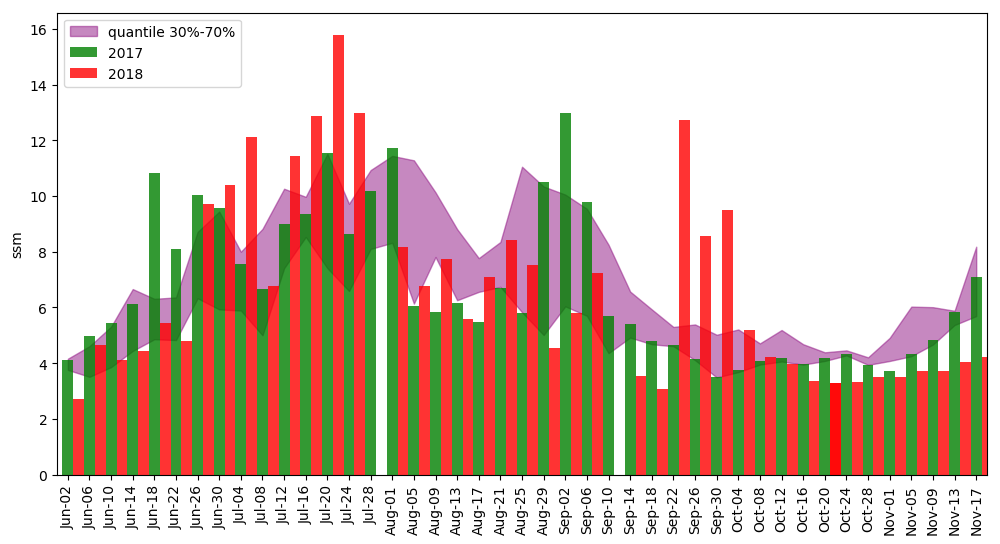 quantile 30%-70%
2017
2018
ssm
16
14
12
10
8
6
4
2
0
Jun-02
Jun-06
Jun-10
Jun-14
Jun-18
Jun-22
Jun-26
Jun-30
Jul-04
Jul-08
Jul-12
Jul-16
Jul-20
Jul-24
Jul-28
Aug-01
Aug-05
Aug-09
Aug-13
Aug-17
Aug-21
Aug-25
Aug-29
Sep-02
Sep-06
Sep-10
Sep-14
Sep-18
Sep-22
Sep-26
Sep-30
Oct-04
Oct-08
Oct-12
Oct-16
Oct-20
Oct-24
Oct-28
Nov-01
Nov-05
Nov-09
Nov-13
Nov-17